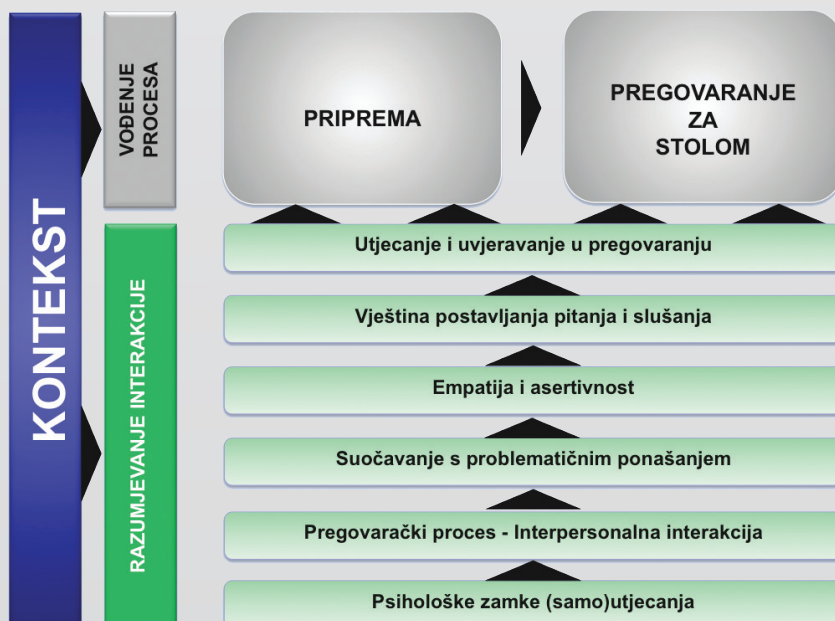 KONTEKST
VOĐENJE
PROCESA
PRIPREMA
PREGOVARANJE
ZA
STOLOM
RAZUMJEVANJE INTERAKCIJE
Utjecanje i uvjeravanje u pregovaranju
Vještina postavljanja pitanja i slušanja
Empatija i asertivnost
Suočavanje s problematičnim ponašanjem
Pregovarački proces - Interpersonalna interakcija
Psihološke zamke (samo)utjecanja